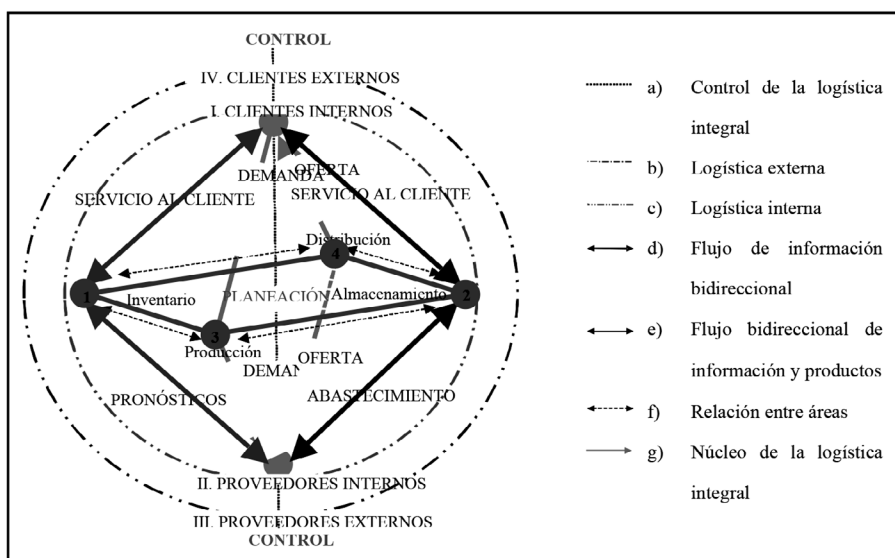 CONTROL
IV. CLIENTES EXTERNOS
I. CLIENTES INTERNOS
DEMANDA
OFERTA
SERVICIO AL CLIENTE
SERVICIO AL CLIENTE
Distribución
4
1
2
Inventario
PLANEACIÓN
Almacenamiento
3
Producción
OFERTA
DEMAN
PRONÓSTICOS
ABASTECIMIENTO
II. PROVEEDORES INTERNOS
III. PROVEEDORES EXTERNOS
CONTROL
a) Control de la logística
integral
b) Logística externa
c) Logística interna
d) Flujo de información
bidireccional
e) Flujo bidireccional de
información y productos
f) Relación entre áreas
g) Núcleo de la logística
integral